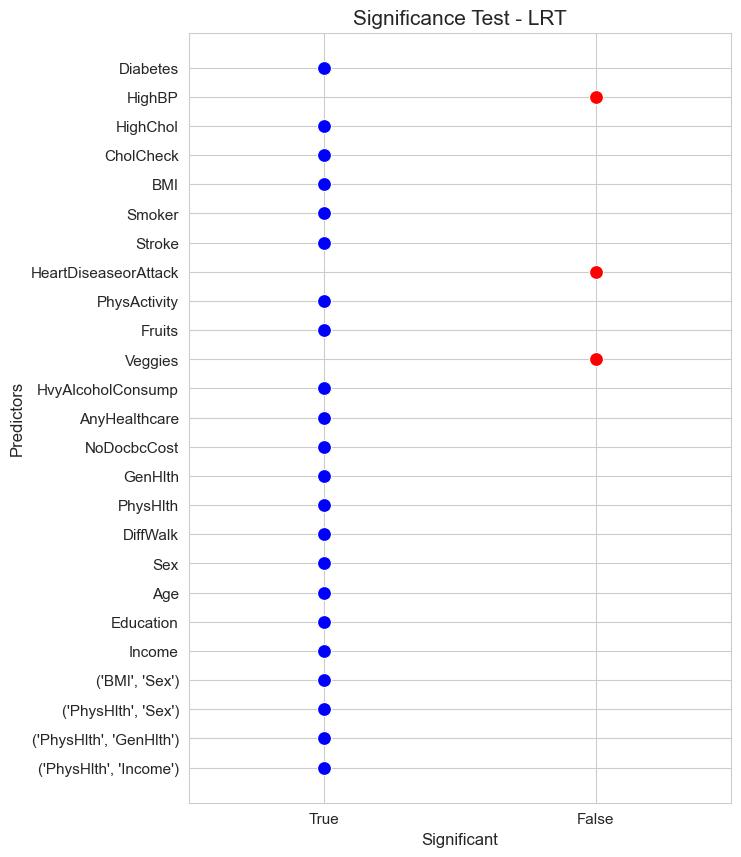 Significance Test - LRT
Predictors
Diabetes
HighBP
HighChol
CholCheck
BMI
Smoker
Stroke
HeartDiseaseorAttack
PhysActivity
Fruits
Veggies
HvyAlcoholConsump
AnyHealthcare
NoDocbcCost
GenHlth
PhysHlth
DiffWalk
Sex
Age
Education
Income
('BMI', 'Sex')
('PhysHlth', 'Sex')
('PhysHlth', 'GenHlth')
('PhysHlth', 'Income')
True False
Significant